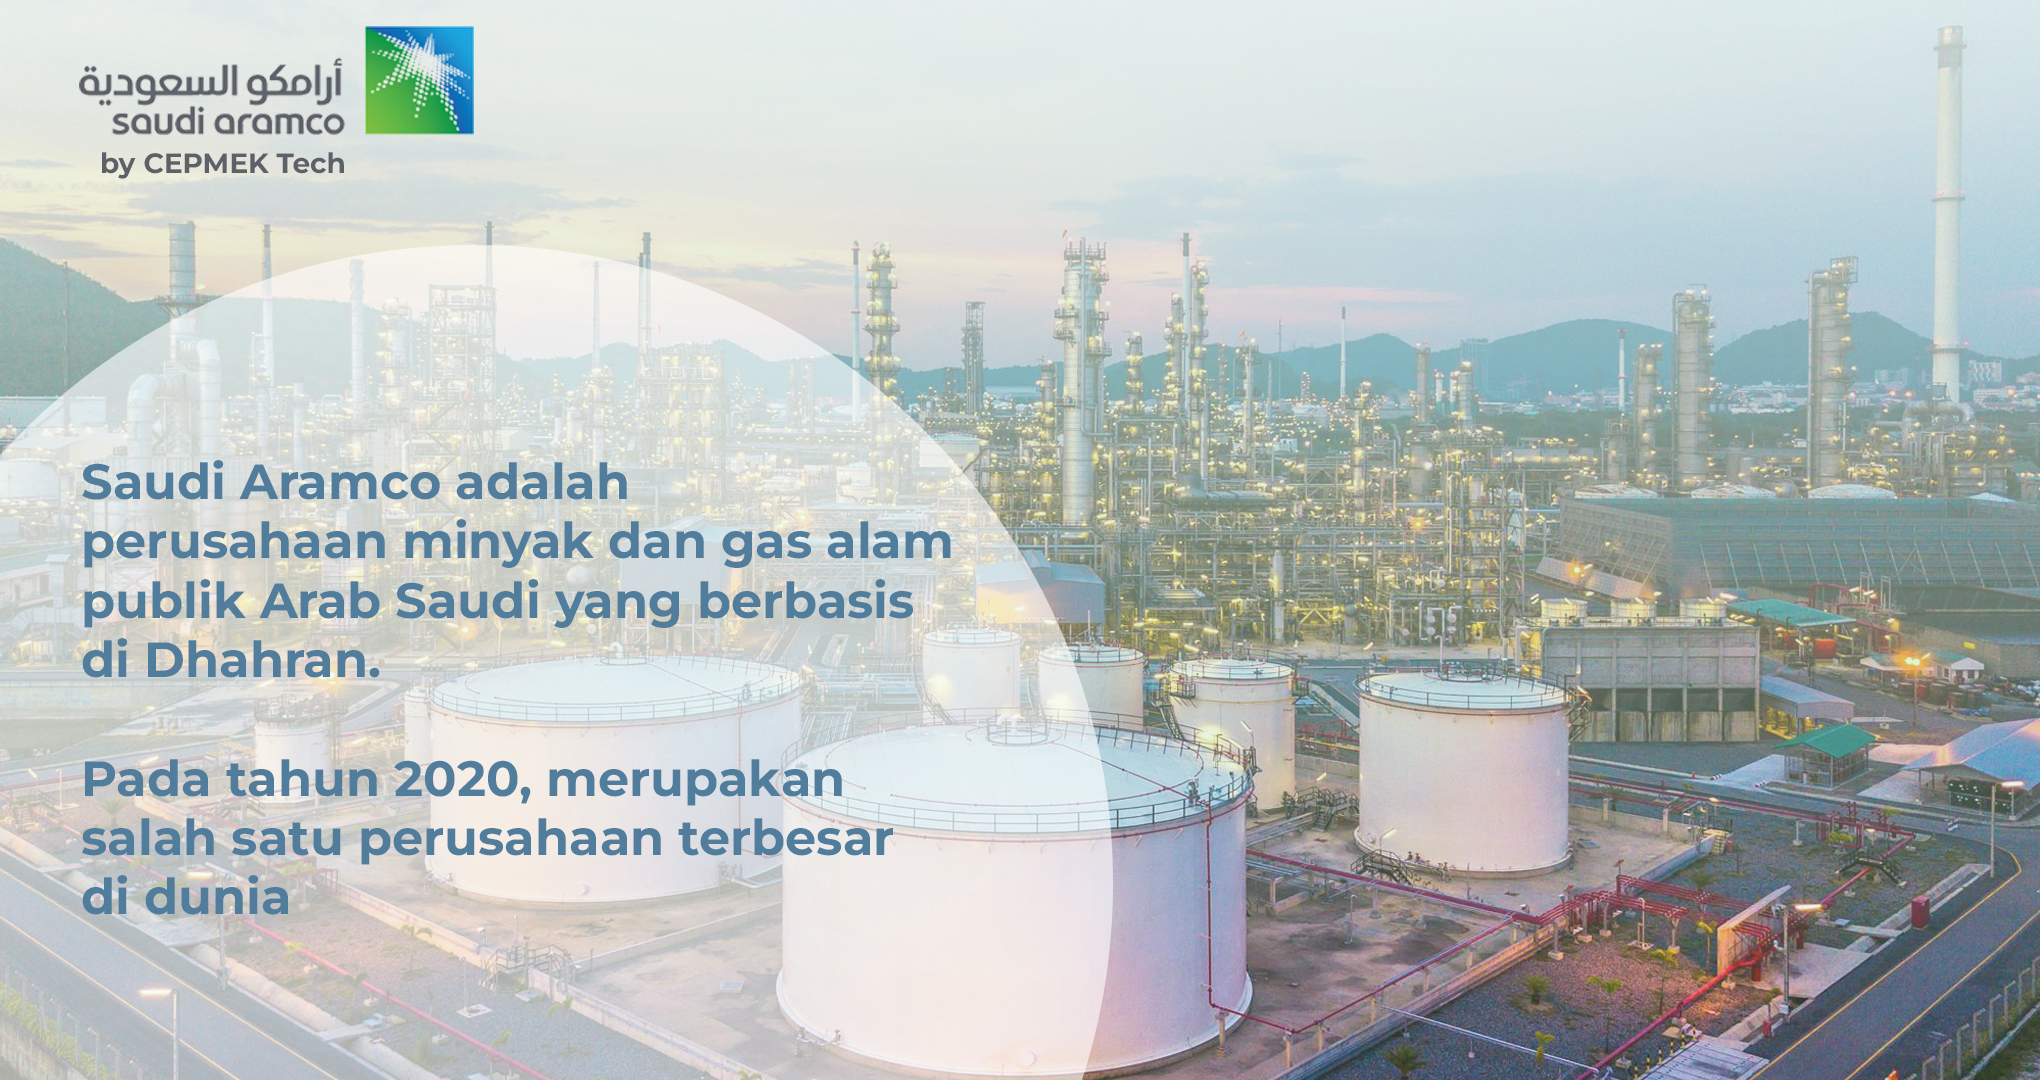 أرامكو السعودية
saudi aramco
by CEPMEK Tech
Saudi Aramco adalah
perusahaan minyak dan gas alam
publik Arab Saudi yang berbasis
di Dhahran.
Pada tahun 2020, merupakan
salah satu perusahaan terbesar
di dunia